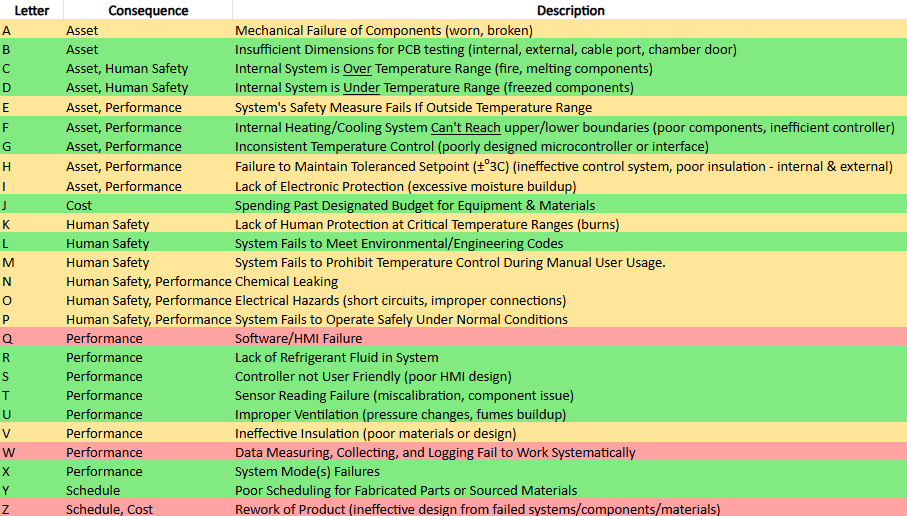 Letter Consequence Description
A Asset Mechanical Failure of Components (worn, broken)
B Asset Insufficient Dimensions for PCB testing (internal, external, cable port, chamber door)
C Asset, Human Safety Internal System is Over Temperature Range (fire, melting components)
D Asset, Human Safety Internal System is Under Temperature Range (freezed components)
E Asset, Performance System's Safety Measure Fails If Outside Temperature Range
F Asset, Performance Internal Heating/Cooling System Can't Reach upper/lower boundaries (poor components, inefficient controller)
G Asset, Performance Inconsistent Temperature Control (poorly designed microcontroller or interface)
H Asset, Performance Failure to Maintain Toleranced Setpoint (±⁰3C) (ineffective control system, poor insulation - internal & external)
I Asset, Performance Lack of Electronic Protection (excessive moisture buildup)
J Cost Spending Past Designated Budget for Equipment & Materials
K Human Safety Lack of Human Protection at Critical Temperature Ranges (burns)
L Human Safety System Fails to Meet Environmental/Engineering Codes
M Human Safety System Fails to Prohibit Temperature Control During Manual User Usage.
N Human Safety, Performance Chemical Leaking
O Human Safety, Performance Electrical Hazards (short circuits, improper connections)
P Human Safety, Performance System Fails to Operate Safely Under Normal Conditions
Q Performance Software/HMI Failure
R Performance Lack of Refrigerant Fluid in System
S Performance Controller not User Friendly (poor HMI design)
T Performance Sensor Reading Failure (miscalibration, component issue)
U Performance Improper Ventilation (pressure changes, fumes buildup)
V Performance Ineffective Insulation (poor materials or design)
W Performance Data Measuring, Collecting, and Logging Fail to Work Systematically
X Performance System Mode(s) Failures
Y Schedule Poor Scheduling for Fabricated Parts or Sourced Materials
Z Schedule, Cost Rework of Product (ineffective design from failed systems/components/materials)